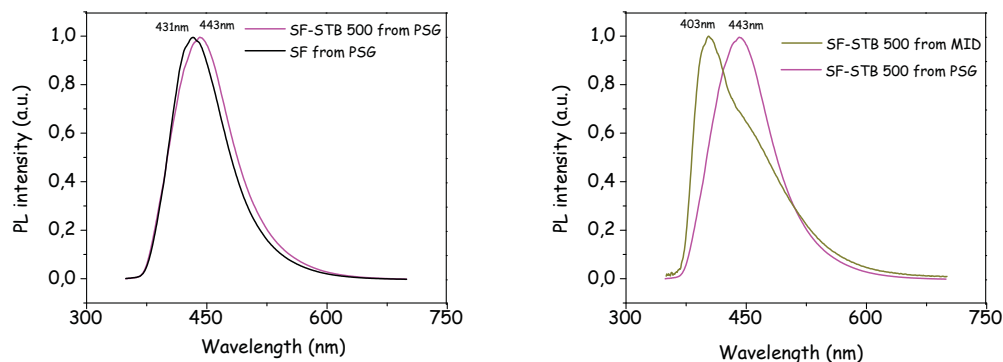 431nm 443nm
SF-STB 500 from PSG
SF from PSG
PL intensity (a.u.)
1,0
0,8
0,6
0,4
0,2
0,0
300 450 600 750
Wavelength (nm)
403nm 443nm
SF-STB 500 from MID
SF-STB 500 from PSG
PL intensity (a.u.)
1,0
0,8
0,6
0,4
0,2
0,0
300 450 600 750
Wavelength (nm)